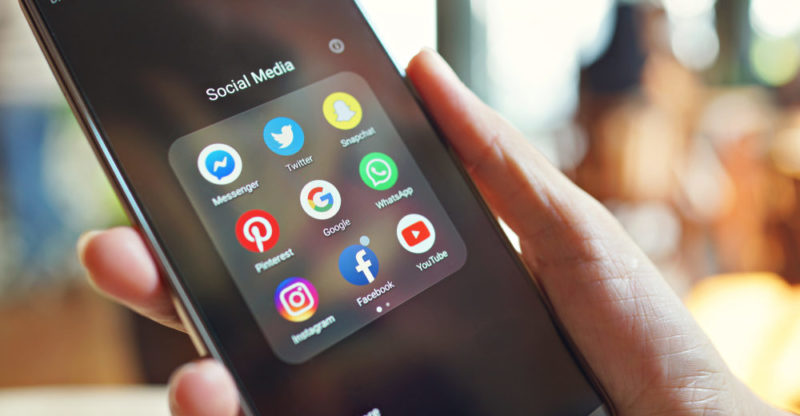 Social Media
Messenger
Twitter
Snapchat
Pinterest
Google
WhatsApp
Instagram
Facebook
YouTube